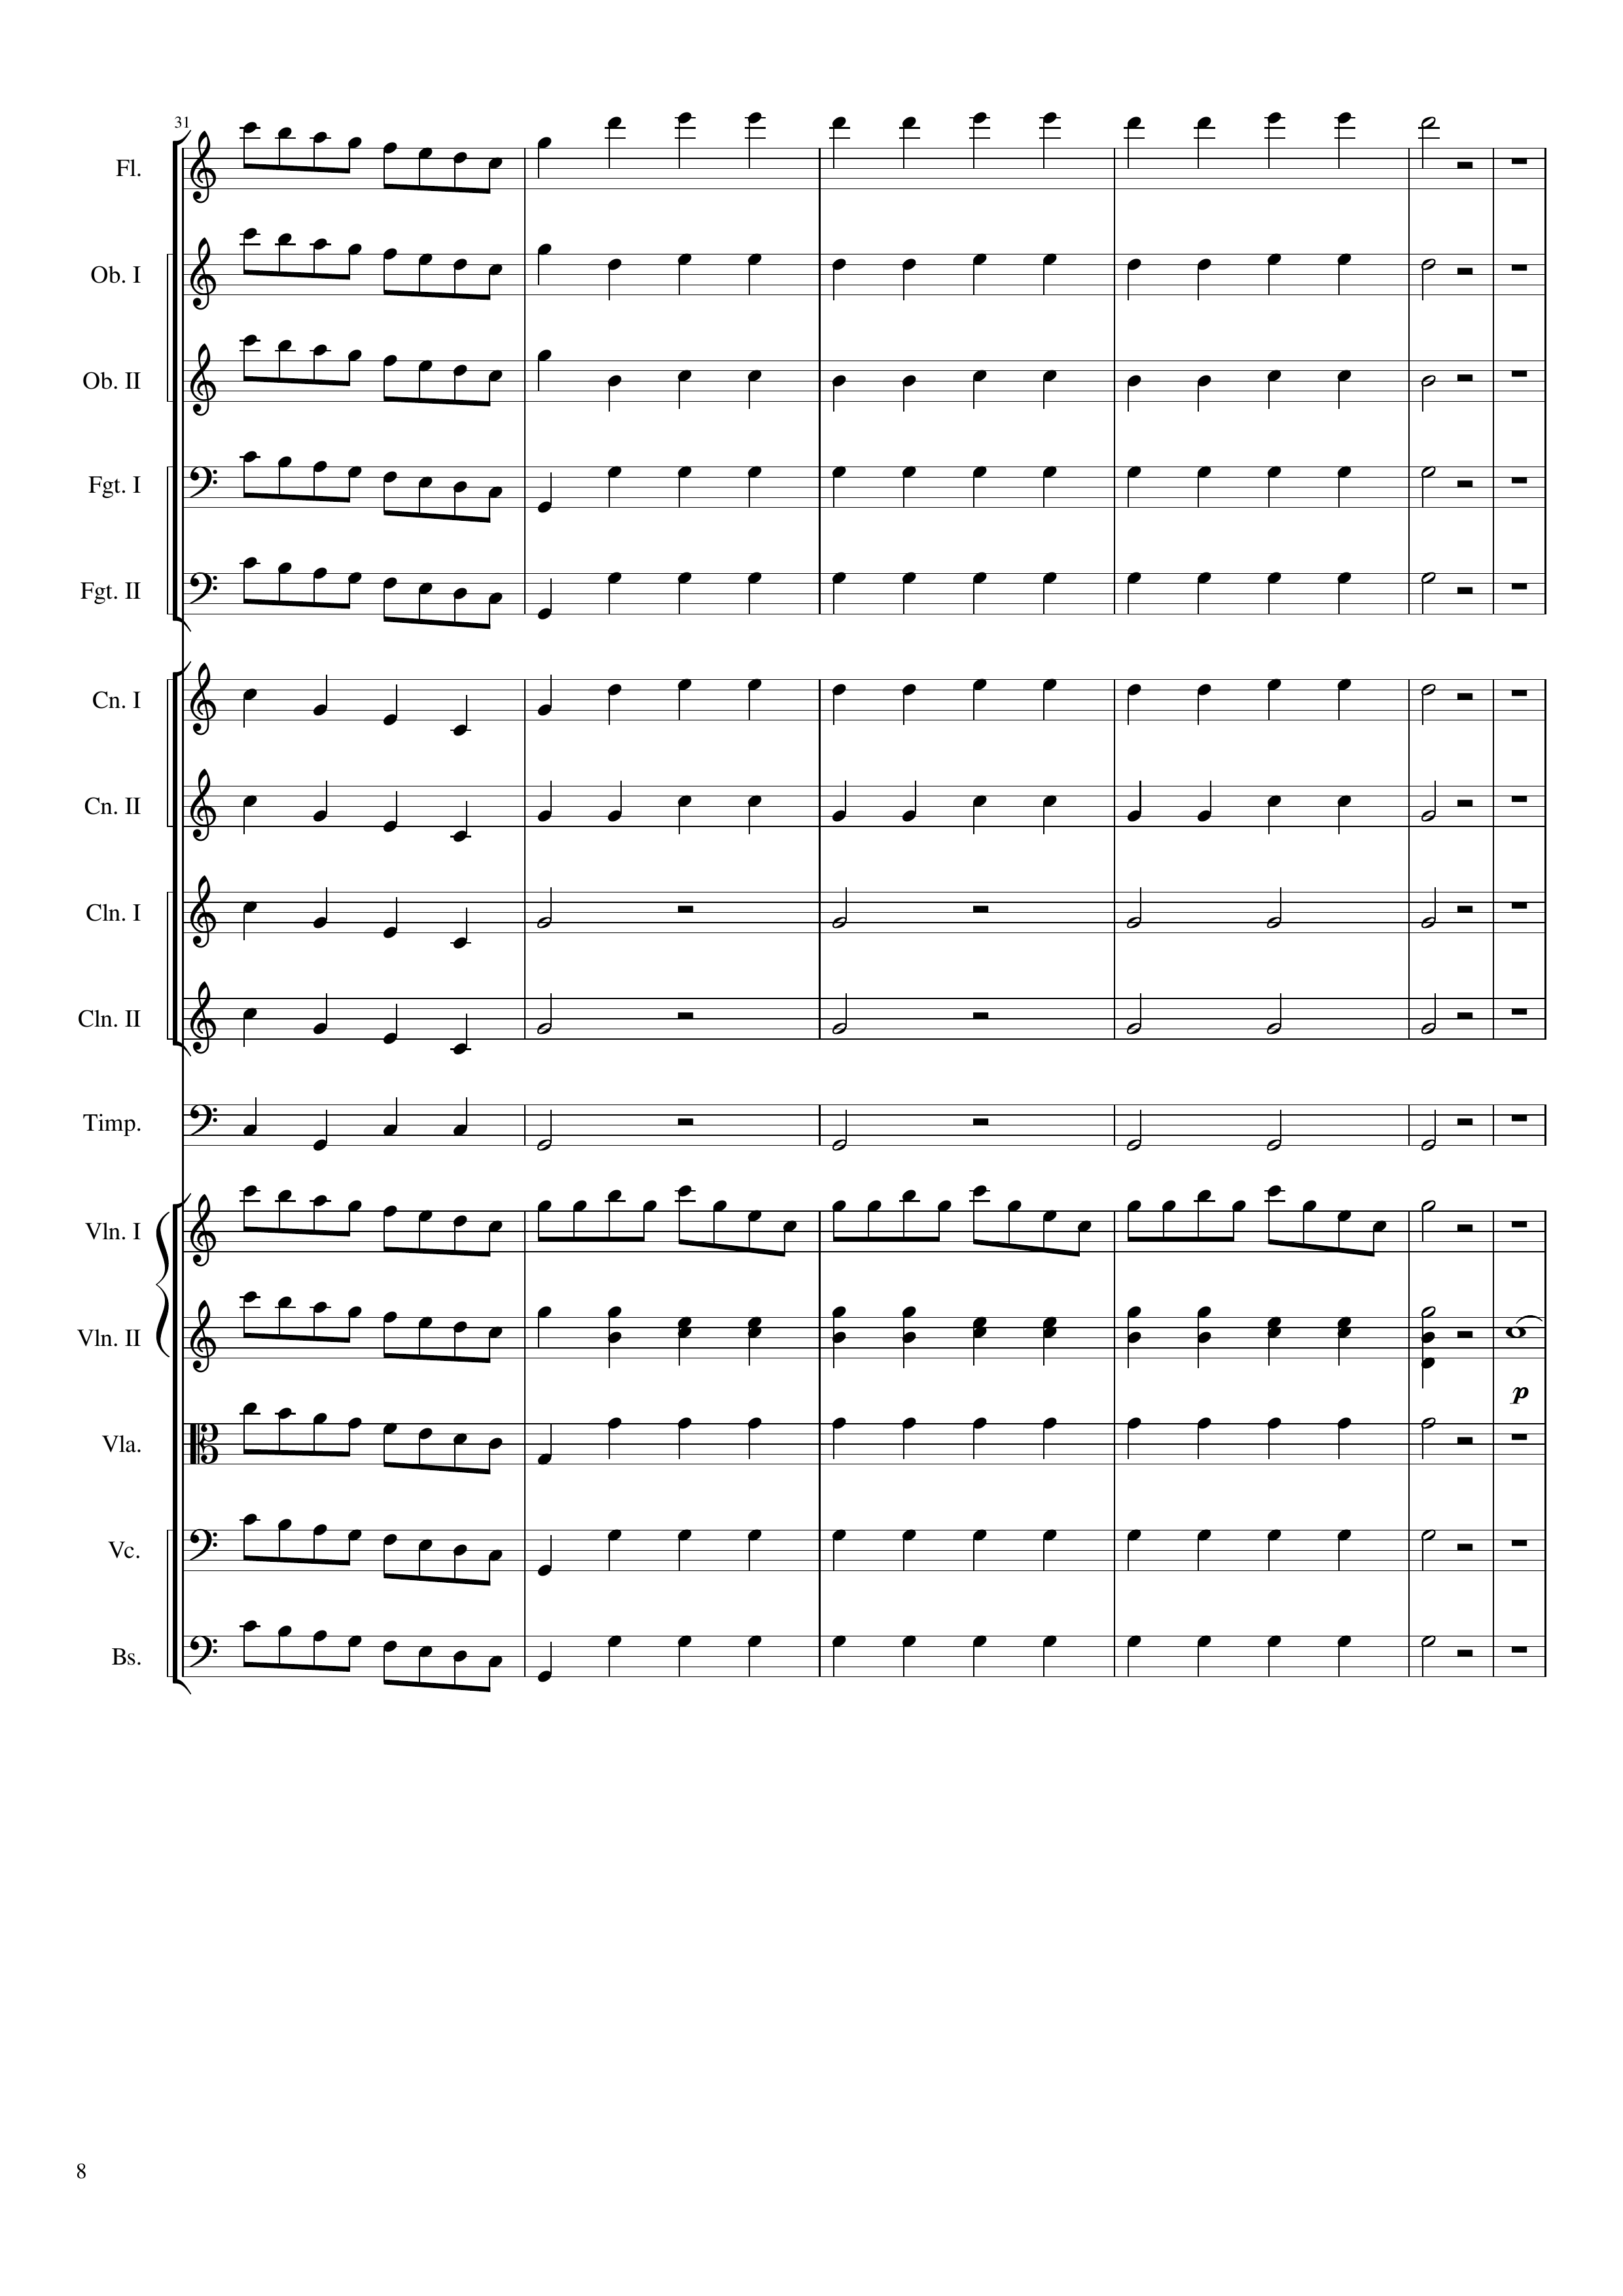 31
Fl.
Ob. I
Ob. II
Fgt. I
Fgt. II
Cn. I
Cn. II
Cln. I
Cln. II
Timp.
Vln. I
Vln. II
p
Vla.
Vc.
Bs.
8